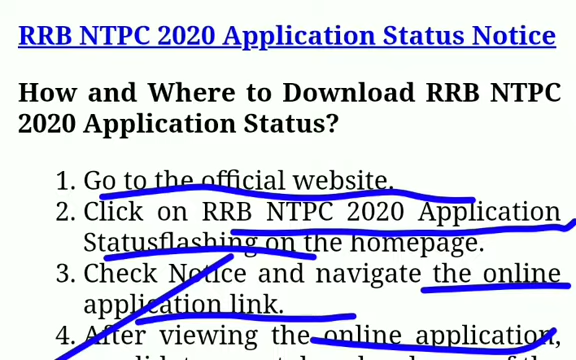 RRB NTPC 2020 Application Status Notice
How and Where to Download RRB NTPC
2020 Application Status?
1. Go to the official website.
2. Click on RRB NTPC 2020 Application
Statusflashing on the homepage.
3. Check Notice and navigate the online
application link.
4. After viewing the online application,